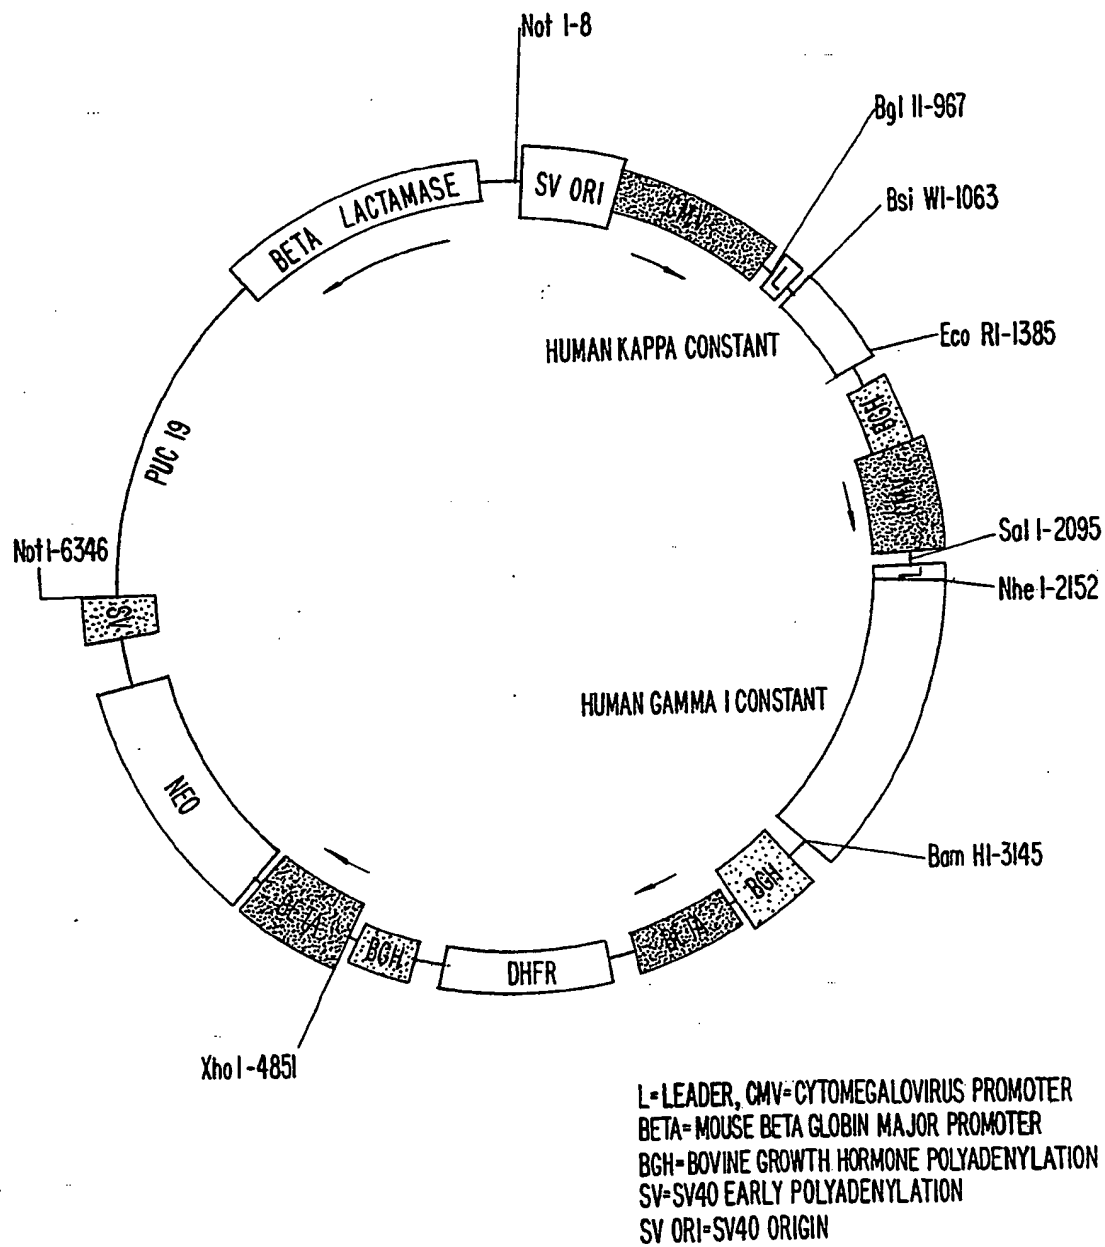 Not I-8
Bgl II-967
SV ORI
CMV
BETA LACTAMASE
Bsi WI-1063
L
HUMAN KAPPA CONSTANT
Eco RI-1385
BGH
CMV
PUC 19
Sal I-2095
Not I-6346
L
Nhe I-2152
SV
HUMAN GAMMA I CONSTANT
NEO
Bam HI-3145
BGH
BETA
BETA
BGH
DHFR
Xho I-4851
L=LEADER, CMV=CYTOMEGALOVIRUS PROMOTER
BETA=MOUSE BETA GLOBIN MAJOR PROMOTER
BGH=BOVINE GROWTH HORMONE POLYADENYLATION
SV=SV40 EARLY POLYADENYLATION
SV ORI=SV40 ORIGIN